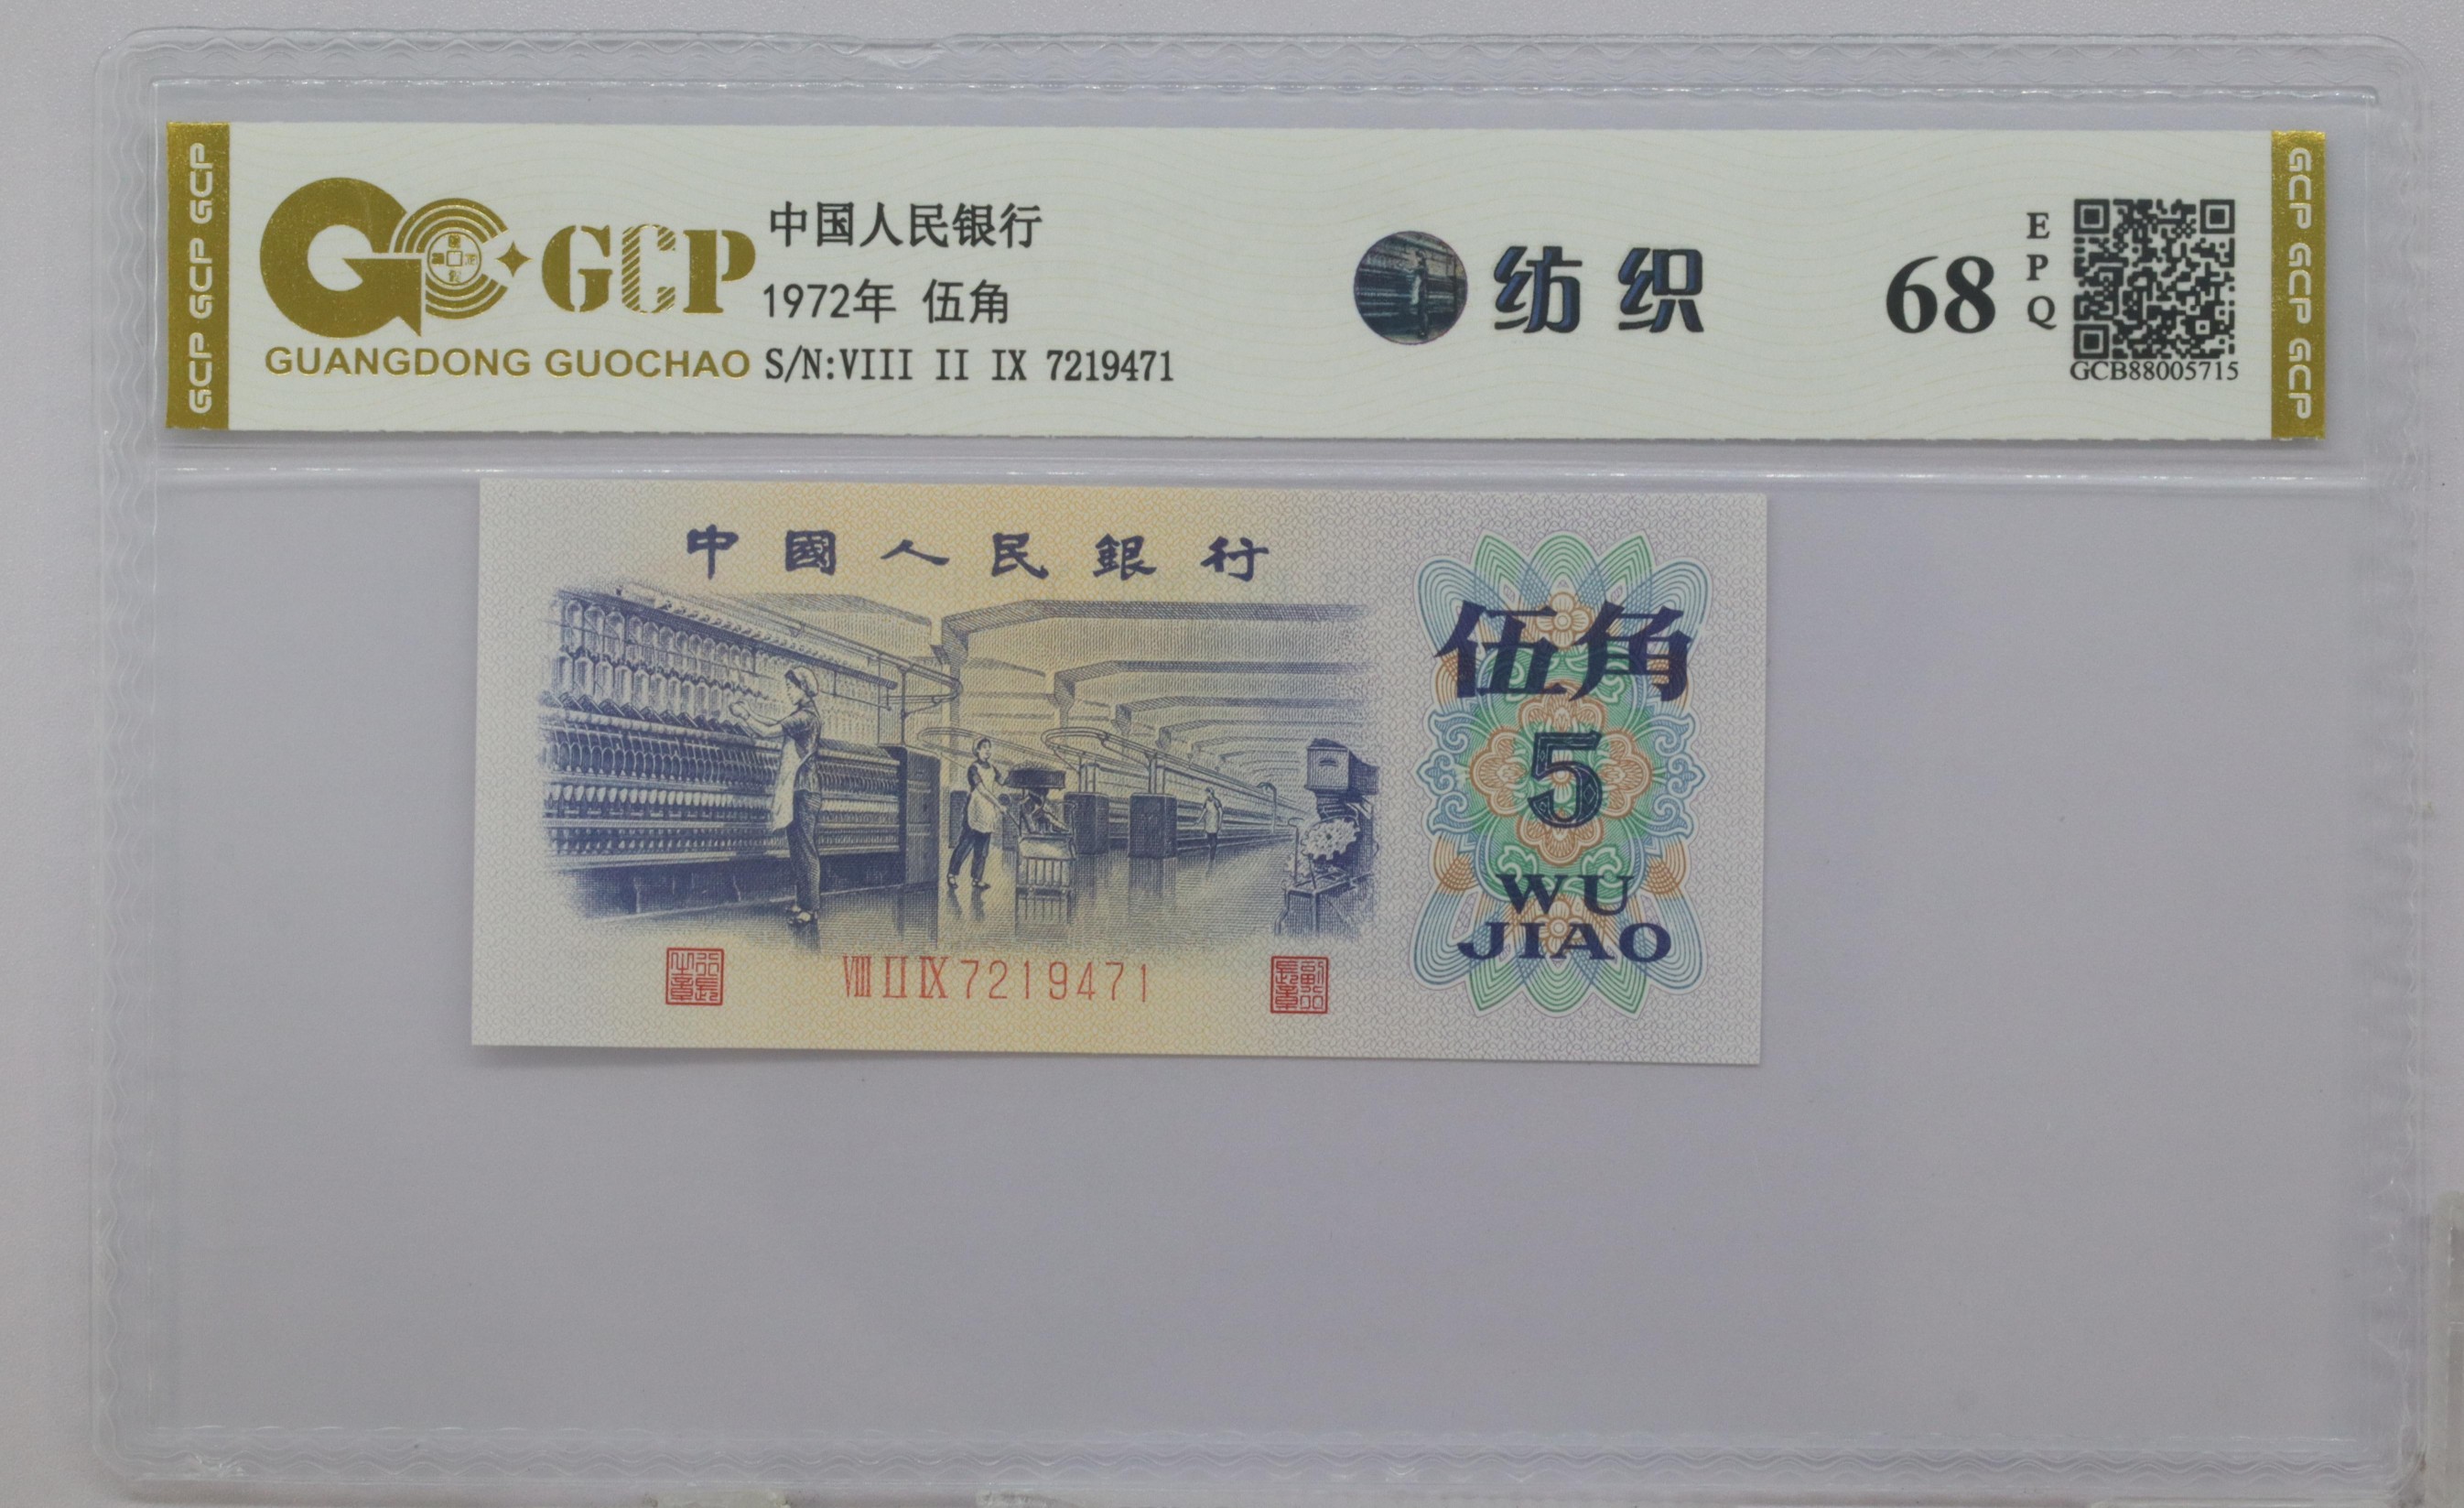 GCP GCP GCP
GCP
GUANGDONG GUOCHAO
中国人民银行
1972年 伍角
S/N:VIII II IX 7219471
纺织
68
EPQ
GCB88005715
GCP GCP GCP
中國人民銀行
伍角
5
WU
JIAO
VIII II IX 7219471